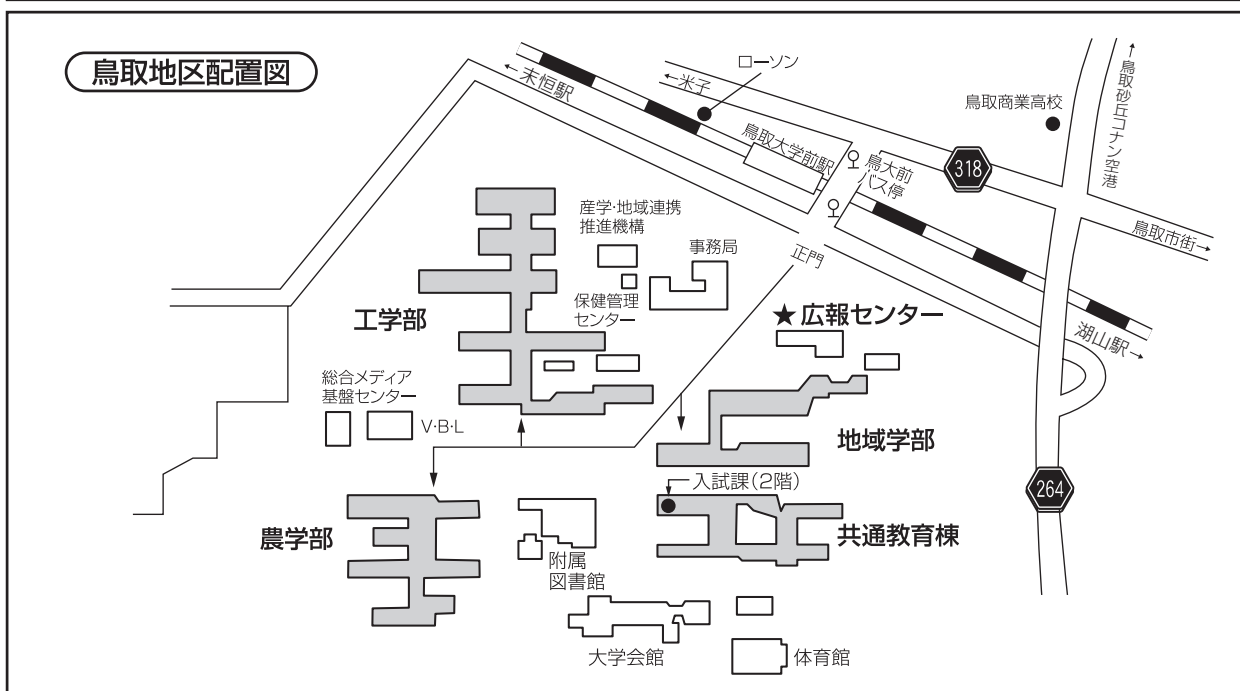 鳥取地区配置図
ローソン
←末恒駅
←米子
鳥取商業高校
→鳥取砂丘コナン空港
鳥取大学前駅
鳥大前
バス停
318
鳥取市街→
産学・地域連携
推進機構
事務局
正門
保健管理
センター
工学部
★広報センター
湖山駅→
総合メディア
基盤センター
V・B・L
地域学部
入試課(2階)
264
農学部
共通教育棟
附属
図書館
大学会館
体育館